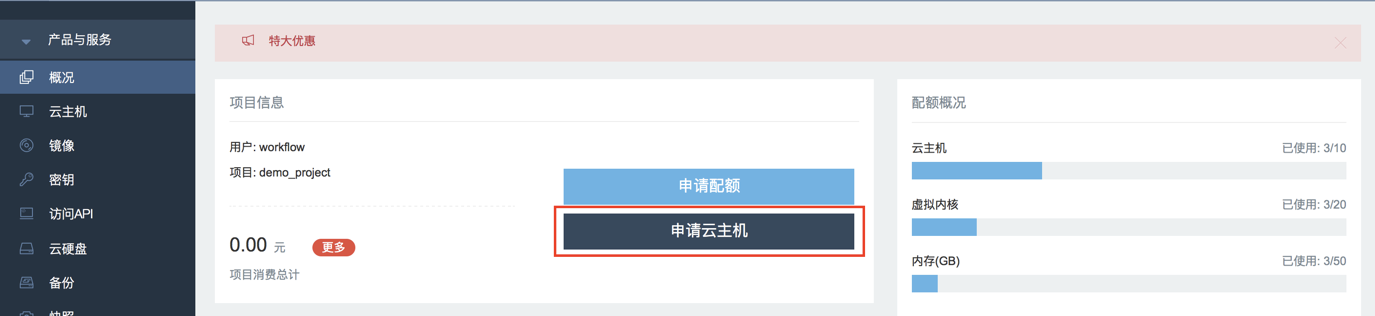 产品与服务
概况
云主机
镜像
密钥
访问API
云硬盘
备份
快照
特大优惠
项目信息
用户: workflow
项目: demo_project
0.00 元
更多
项目消费总计
申请配额
申请云主机
配额概况
云主机 已使用: 3/10
虚拟内核 已使用: 3/20
内存(GB) 已使用: 3/50